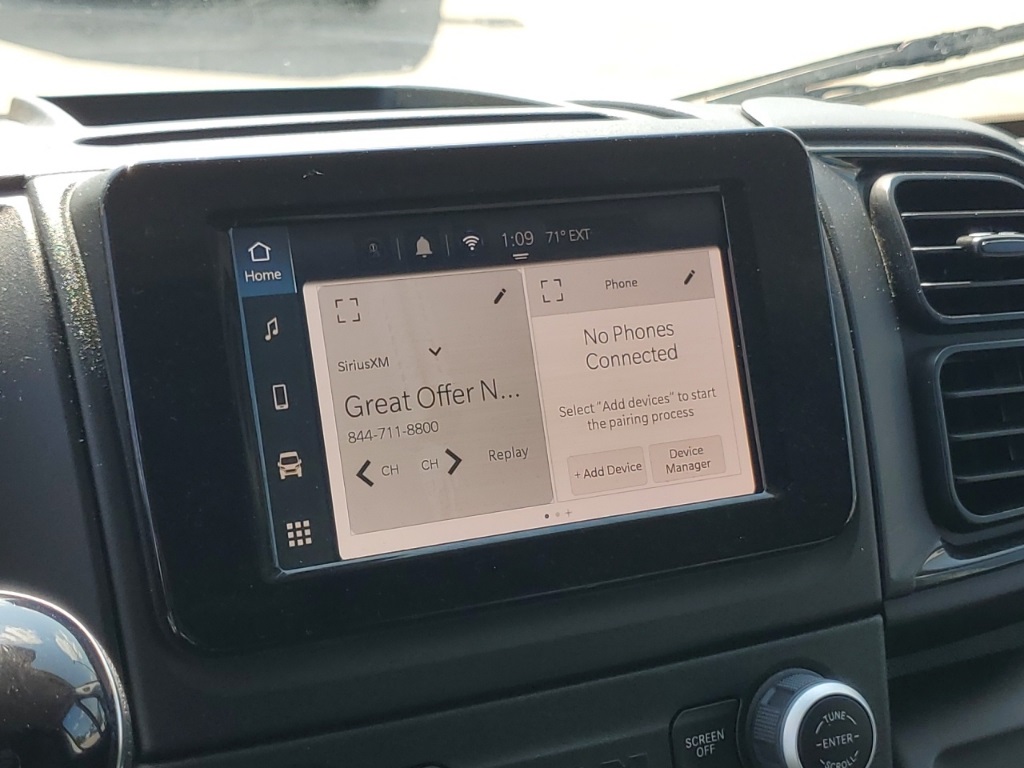 Home
1:09 71° EXT
SiriusXM
Great Offer N...
844-711-8800
CH CH Replay
Phone
No Phones
Connected
Select "Add devices" to start
the pairing process
+ Add Device
Device
Manager
SCREEN
OFF
TUNE
-ENTER-
SCROLL